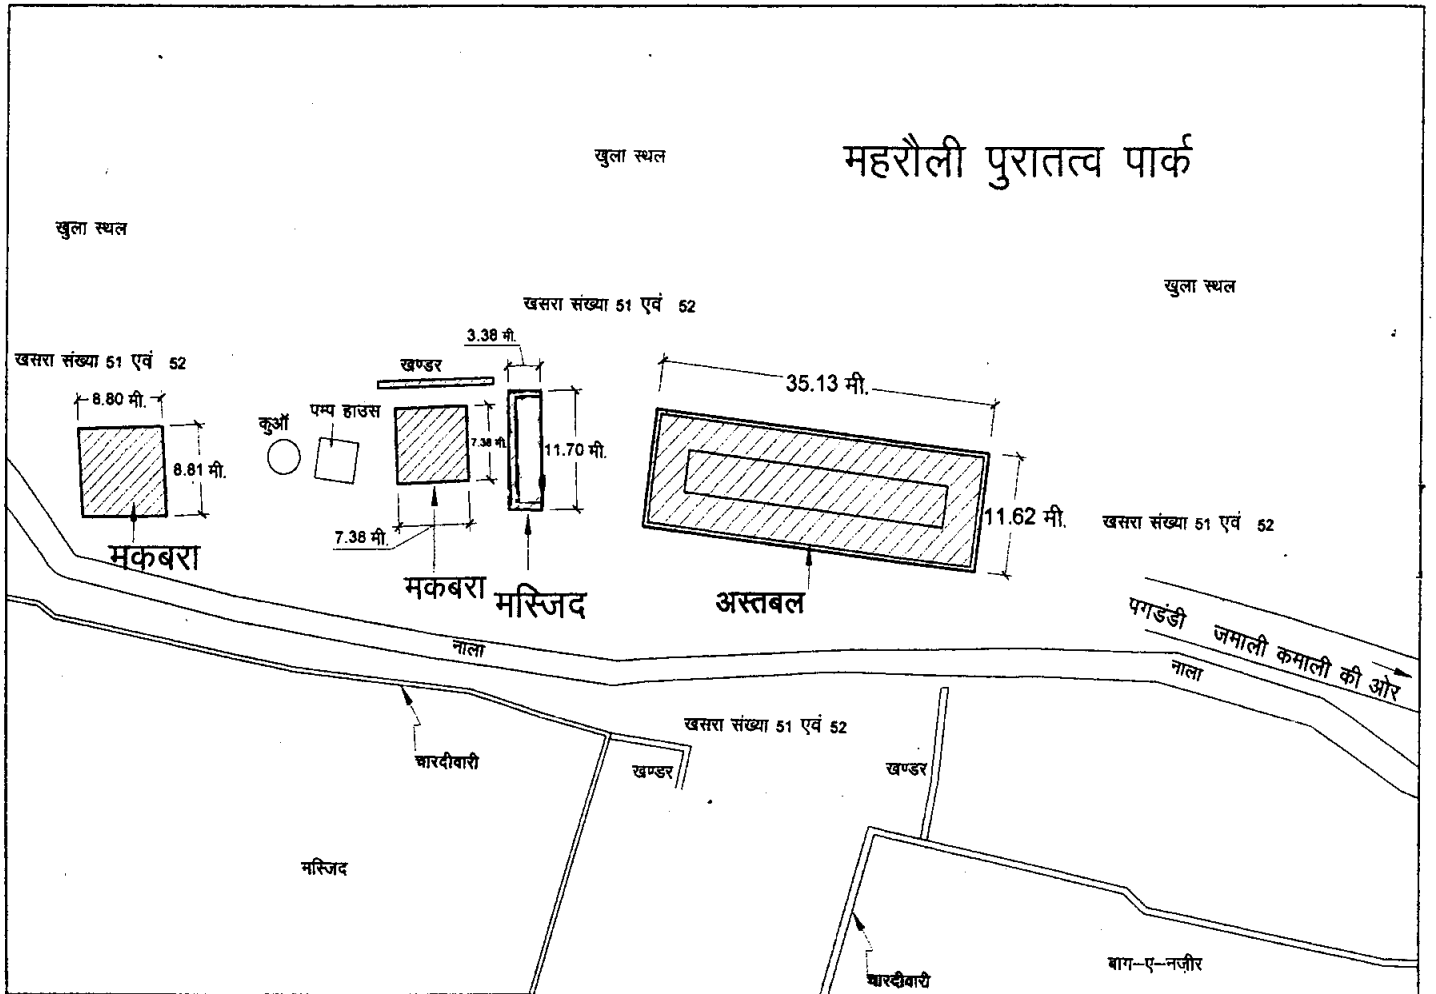 महरौली पुरातत्व पार्क
खुला स्थल
खुला स्थल
खुला स्थल
खसरा संख्या 51 एवं 52
3.38 मी.
खसरा संख्या 51 एवं 52
खण्डर
35.13 मी.
8.80 मी.
पम्प हाउस
कुऑ
7.38 मी.
11.70 मी.
8.81 मी.
11.62 मी.
खसरा संख्या 51 एवं 52
7.38 मी.
मकबरा
मकबरा
मस्जिद
अस्तबल
पगडंडी जमाली कमाली की ओर
नाला
नाला
खसरा संख्या 51 एवं 52
चारदीवारी
खण्डर
खण्डर
मस्जिद
बाग-ए-नज़ीर
चारदीवारी